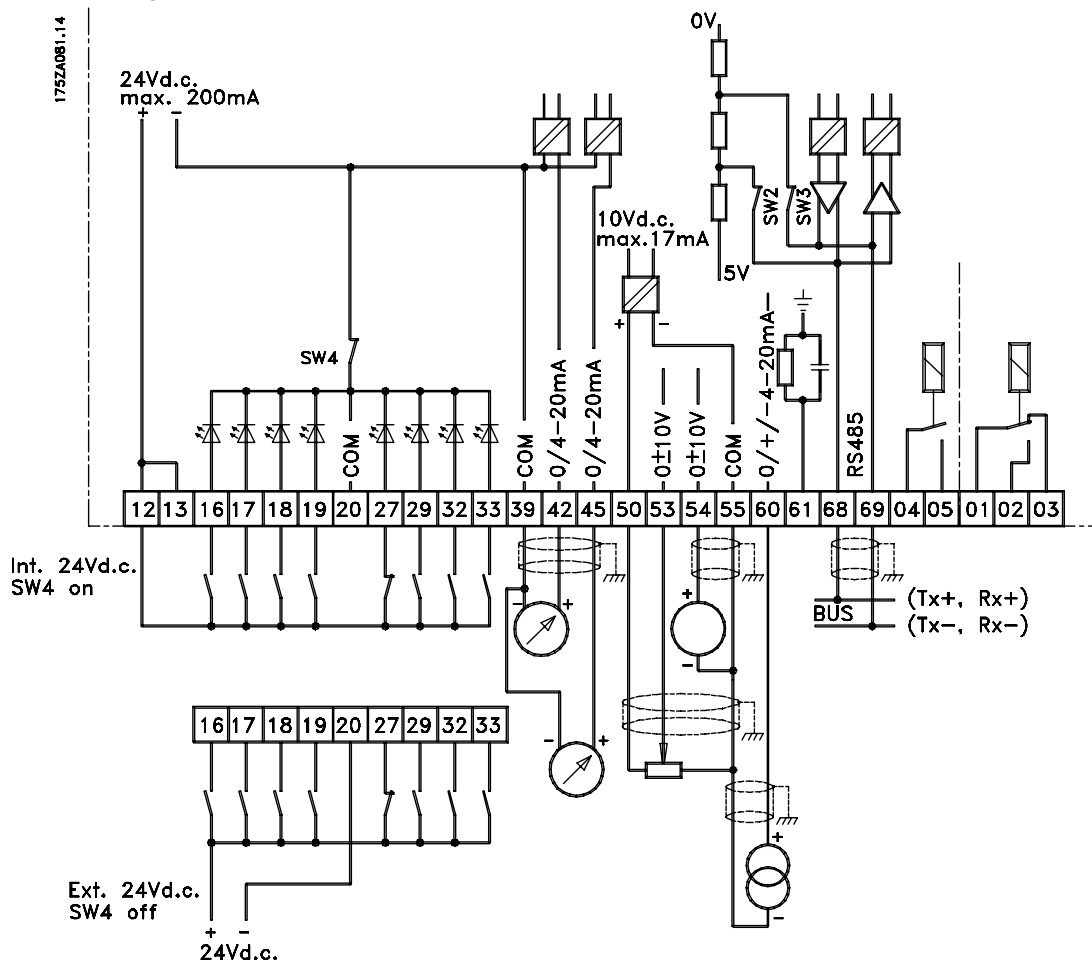 175ZA081.14
24Vd.c.
max. 200mA
+ -
0V
SW2
SW3
10Vd.c.
max.17mA
5V
+ -
SW4
COM
COM
0/4-20mA
0/4-20mA
0±10V
0±10V
COM
0/+/-4-20mA
RS485
12 13 16 17 18 19 20 27 29 32 33 39 42 45 50 53 54 55 60 61 68 69 04 05 01 02 03
Int. 24Vd.c.
SW4 on
- +
+
-
BUS
(Tx+, Rx+)
(Tx-, Rx-)
16 17 18 19 20 27 29 32 33
- +
+
-
Ext. 24Vd.c.
SW4 off
+ -
24Vd.c.